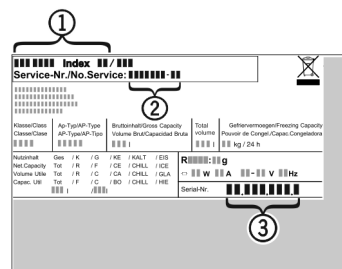 1
Index /
Service-Nr./No.Service: -
2
Klasse/Class Ap-Typ/AP-Type Bruttoinhalt/Gross Capacity Total Gefriervermoegen/Freezing Capacity
Classe/Clase AP-Type/AP-Tipo Volume Brut/Capacidad Bruta volume Pouvoir de Congel./Capac.Congeladora
l l kg / 24 h
Nutzinhalt Ges / K / G / KE / KALT / EIS
Net.Capacity Tot / R / F / CE / CHILL / ICE
Volume Utile Tot / R / C / CA / CHILL / GLA
Capac. Util Tot / F / C / BO / CHILL / HIE
l / l
R : g
W A - V Hz
Serial-Nr. . . .
3